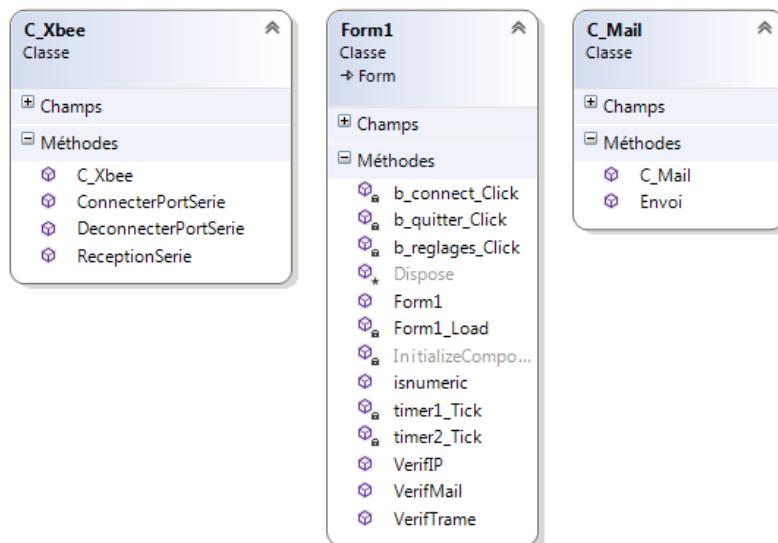 C_Xbee
Classe
Champs
Méthodes
C_Xbee
ConnecterPortSerie
DeconnecterPortSerie
ReceptionSerie
Form1
Classe
Form
Champs
Méthodes
b_connect_Click
b_quitter_Click
b_reglages_Click
Dispose
Form1
Form1_Load
InitializeCompo...
isnumeric
timer1_Tick
timer2_Tick
VerifIP
VerifMail
VerifTrame
C_Mail
Classe
Champs
Méthodes
C_Mail
Envoi